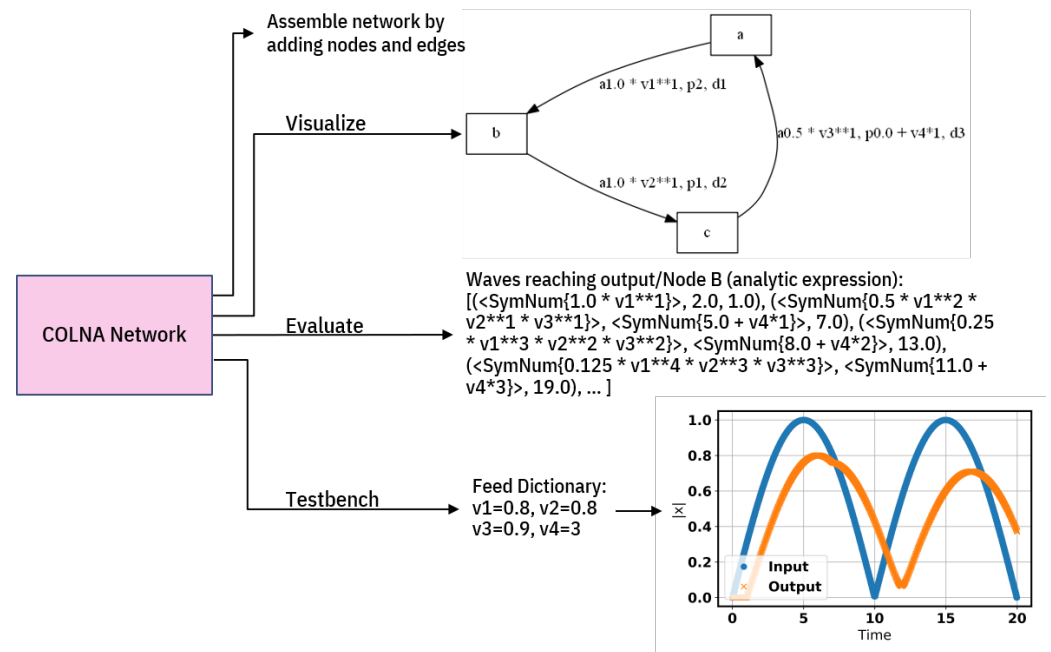 Assemble network by
adding nodes and edges
Visualize
a
a1.0 * v1**1, p2, d1
b
a0.5 * v3**1, p0.0 + v4*1, d3
a1.0 * v2**1, p1, d2
c
COLNA Network
Evaluate
Waves reaching output/Node B (analytic expression):
[(<SymNum{1.0 * v1**1}>, 2.0, 1.0), (<SymNum{0.5 * v1**2 *
v2**1 * v3**1}>, <SymNum{5.0 + v4*1}>, 7.0), (<SymNum{0.25
* v1**3 * v2**2 * v3**2}>, <SymNum{8.0 + v4*2}>, 13.0),
(<SymNum{0.125 * v1**4 * v2**3 * v3**3}>, <SymNum{11.0 +
v4*3}>, 19.0), ... ]
Testbench
Feed Dictionary:
v1=0.8, v2=0.8
v3=0.9, v4=3
1.0
0.8
0.6
0.4
0.2
0.0
|x|
Input
Output
0 5 10 15 20
Time